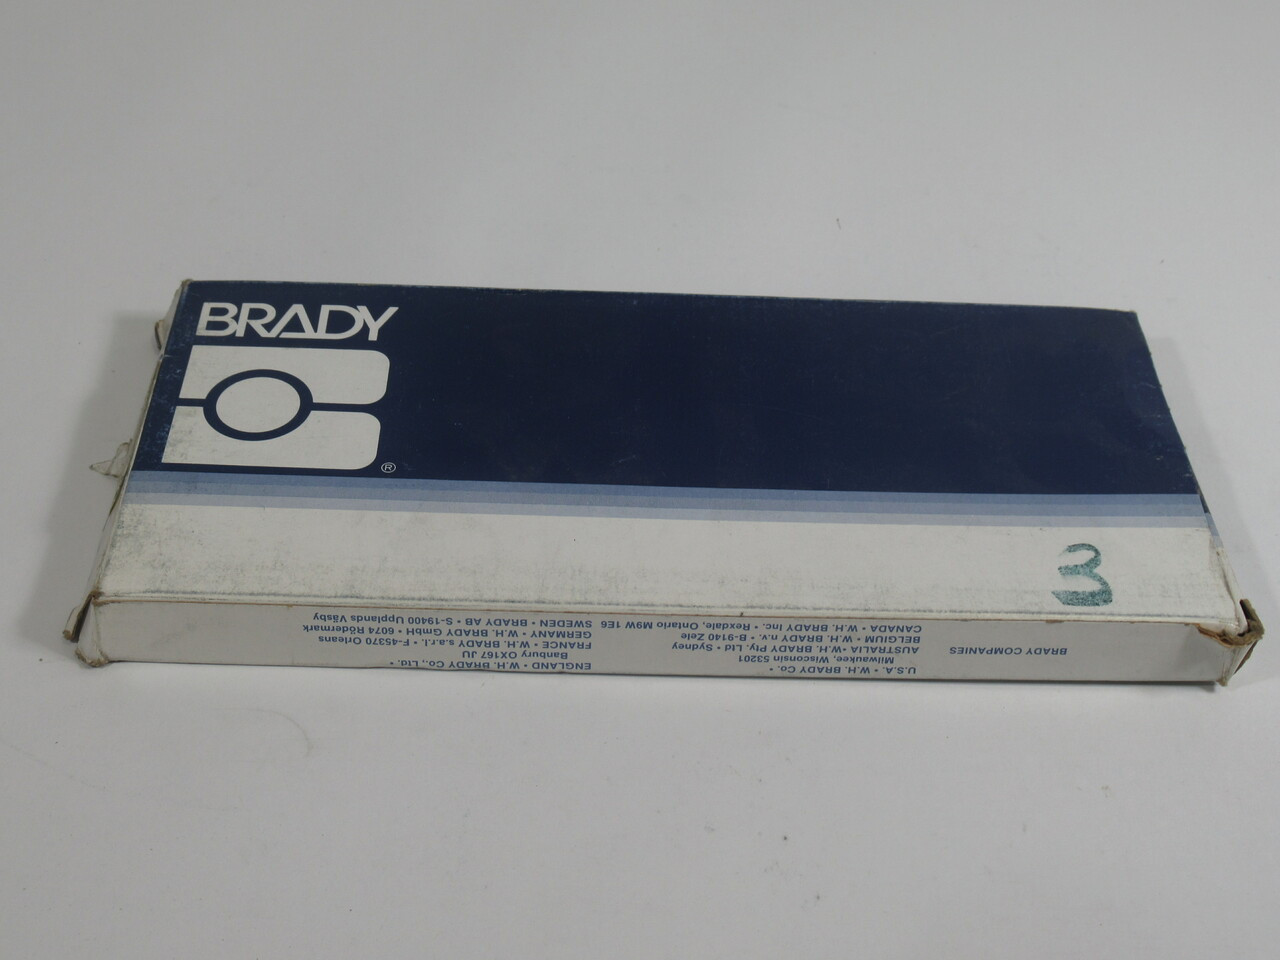 BRADY
®
3
BRADY COMPANIES
U.S.A. • W.H. BRADY Co. •
Milwaukee, Wisconsin 53201
AUSTRALIA • W.H. BRADY Pty. Ltd Sydney
BELGIUM • W.H. BRADY n.v. • B-9140 Zele
CANADA • W.H. BRADY Inc. • Rexdale, Ontario M9W 1E6
ENGLAND • W.H. BRADY Co., Ltd. •
Banbury OX167 JU
FRANCE • W.H. BRADY s.a.r.l. • F-45370 Orleans
GERMANY • W.H. BRADY GmbH • 6074 Rödermark
SWEDEN • BRADY AB • S-19400 Upplands Väsby